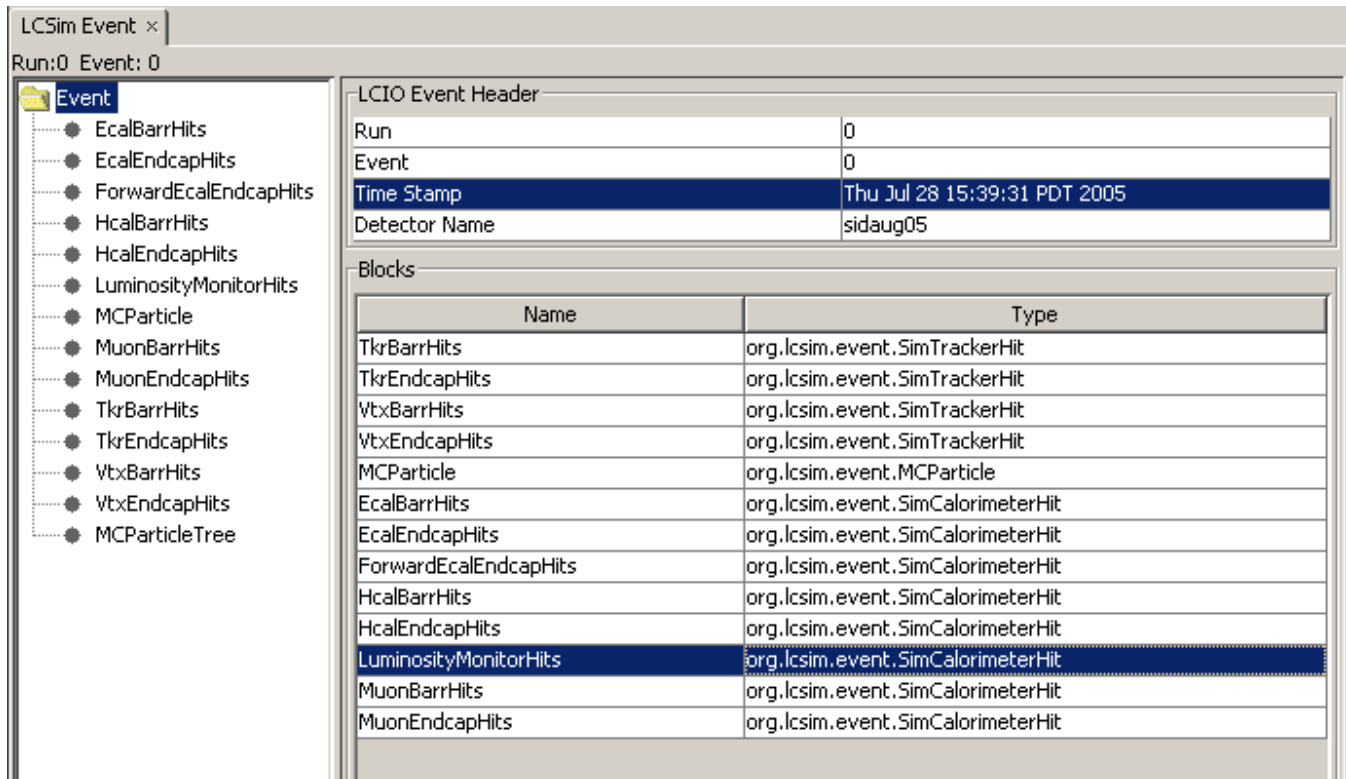 LCSim Event ×
Run:0 Event: 0
Event
EcalBarrHits
EcalEndcapHits
ForwardEcalEndcapHits
HcalBarrHits
HcalEndcapHits
LuminosityMonitorHits
MCParticle
MuonBarrHits
MuonEndcapHits
TkrBarrHits
TkrEndcapHits
VtxBarrHits
VtxEndcapHits
MCParticleTree
LCIO Event Header
Run 0
Event 0
Time Stamp Thu Jul 28 15:39:31 PDT 2005
Detector Name sidaug05
Blocks
Name Type
TkrBarrHits org.lcsim.event.SimTrackerHit
TkrEndcapHits org.lcsim.event.SimTrackerHit
VtxBarrHits org.lcsim.event.SimTrackerHit
VtxEndcapHits org.lcsim.event.SimTrackerHit
MCParticle org.lcsim.event.MCParticle
EcalBarrHits org.lcsim.event.SimCalorimeterHit
EcalEndcapHits org.lcsim.event.SimCalorimeterHit
ForwardEcalEndcapHits org.lcsim.event.SimCalorimeterHit
HcalBarrHits org.lcsim.event.SimCalorimeterHit
HcalEndcapHits org.lcsim.event.SimCalorimeterHit
LuminosityMonitorHits org.lcsim.event.SimCalorimeterHit
MuonBarrHits org.lcsim.event.SimCalorimeterHit
MuonEndcapHits org.lcsim.event.SimCalorimeterHit